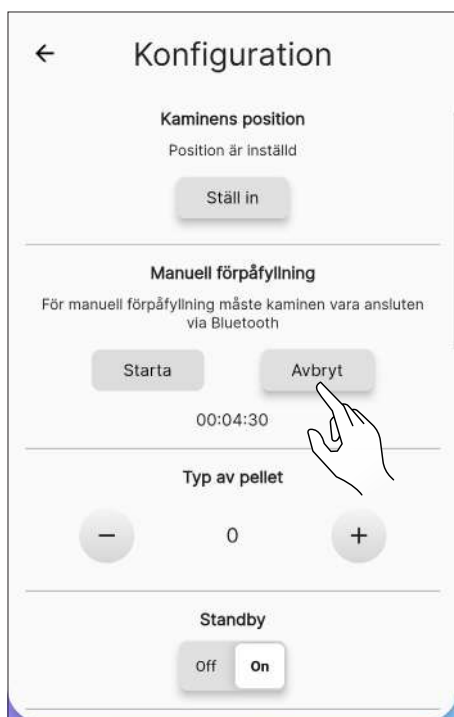 Konfiguration
Kaminens position
Position är inställd
Ställ in
Manuell förpåfyllning
För manuell förpåfyllning måste kaminen vara ansluten
via Bluetooth
Starta Avbryt
00:04:30
Typ av pellet
− 0 +
Standby
Off On